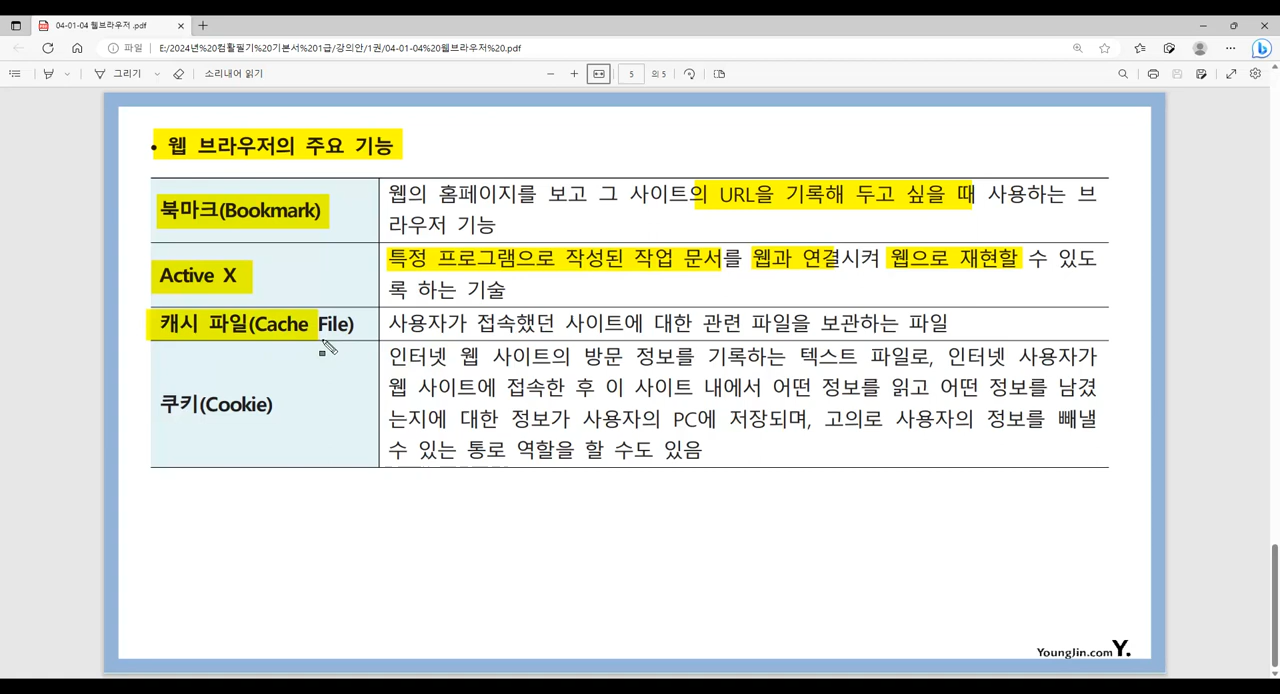 04-01-04 웹브라우저 .pdf
파일
E:/2024년%20컴활필기%20기본서%201급/강의안/1권/04-01-04%20웹브라우저%20.pdf
그리기
소리내어 읽기
5
의 5
• 웹 브라우저의 주요 기능
북마크(Bookmark)
웹의 홈페이지를 보고 그 사이트의 URL을 기록해 두고 싶을 때 사용하는 브
라우저 기능
Active X
특정 프로그램으로 작성된 작업 문서를 웹과 연결시켜 웹으로 재현할 수 있도
록 하는 기술
캐시 파일(Cache File)
사용자가 접속했던 사이트에 대한 관련 파일을 보관하는 파일
쿠키(Cookie)
인터넷 웹 사이트의 방문 정보를 기록하는 텍스트 파일로, 인터넷 사용자가
웹 사이트에 접속한 후 이 사이트 내에서 어떤 정보를 읽고 어떤 정보를 남겼
는지에 대한 정보가 사용자의 PC에 저장되며, 고의로 사용자의 정보를 빼낼
수 있는 통로 역할을 할 수도 있음
YoungJin.com Y.